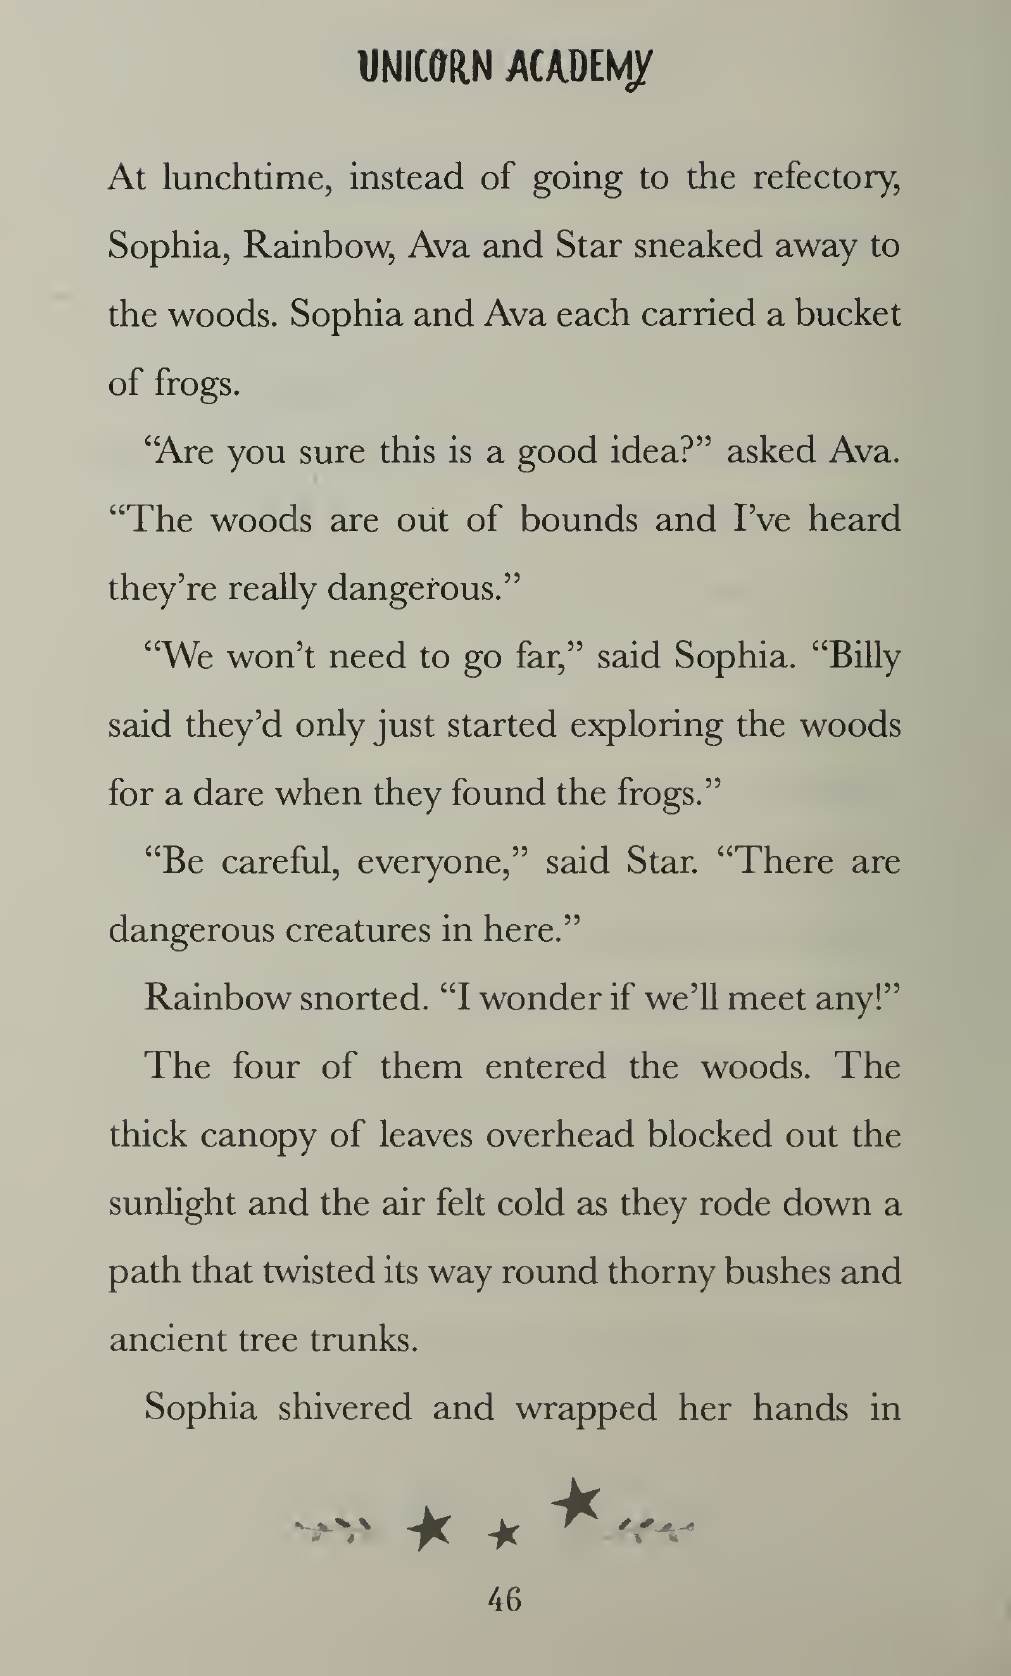 UNICORN ACADEMY
At lunchtime, instead of going to the refectory,
Sophia, Rainbow, Ava and Star sneaked away to
the woods. Sophia and Ava each carried a bucket
of frogs.
“Are you sure this is a good idea?” asked Ava.
“The woods are out of bounds and I’ve heard
they’re really dangerous.”
“We won’t need to go far,” said Sophia. “Billy
said they’d only just started exploring the woods
for a dare when they found the frogs.”
“Be careful, everyone,” said Star. “There are
dangerous creatures in here.”
Rainbow snorted. “I wonder if we’ll meet any!”
The four of them entered the woods. The
thick canopy of leaves overhead blocked out the
sunlight and the air felt cold as they rode down a
path that twisted its way round thorny bushes and
ancient tree trunks.
Sophia shivered and wrapped her hands in
46